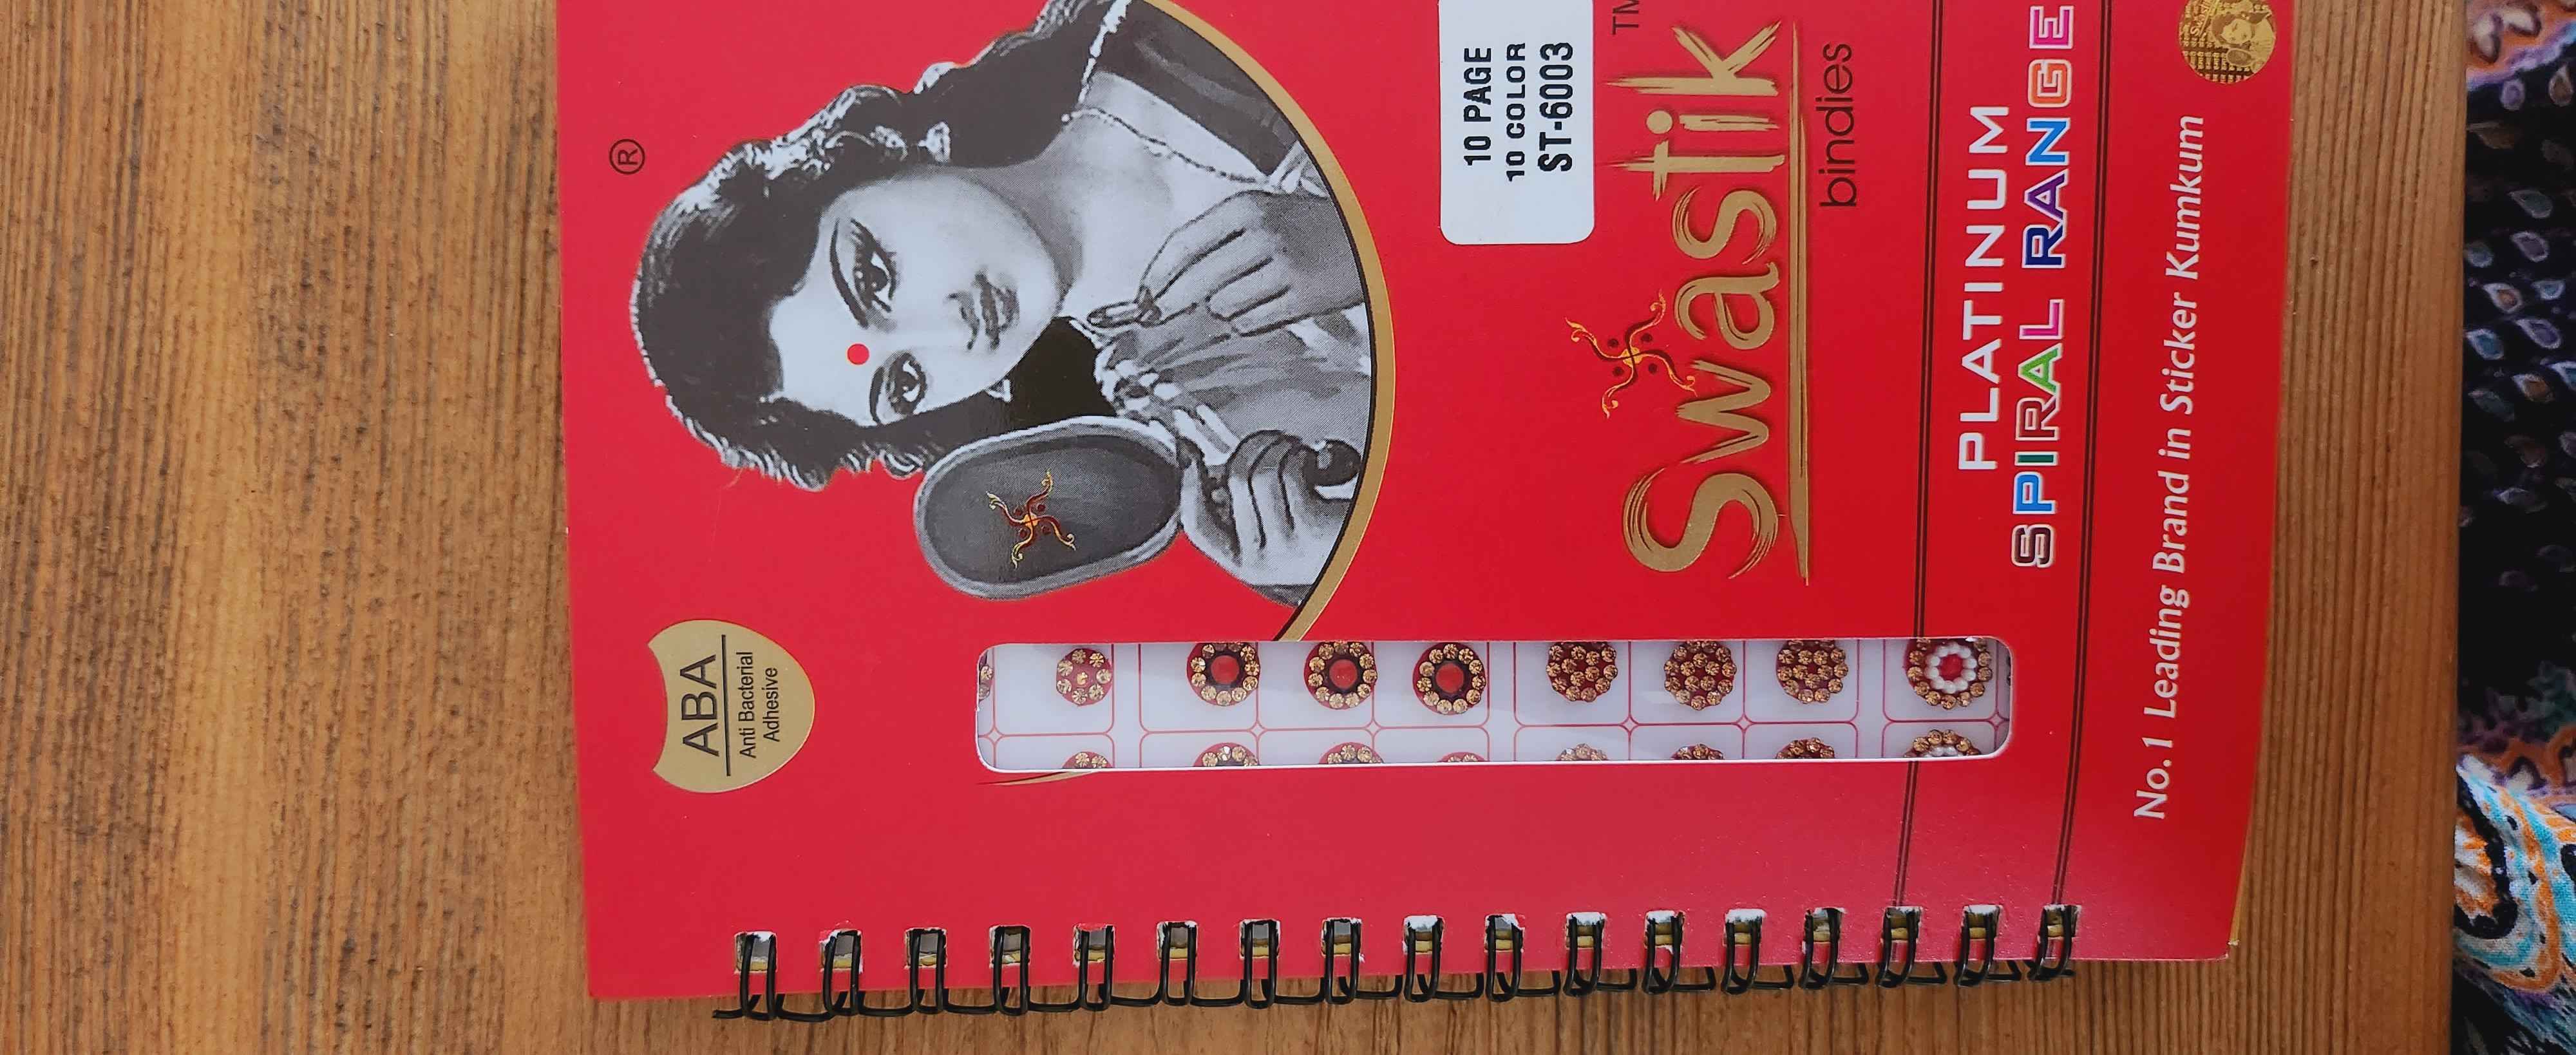 ®
ABA
Anti Bacterial
Adhesive
10 PAGE
10 COLOR
ST-6003
Swastik TM
bindies
PLATINUM
SPIRAL RANGE
No. 1 Leading Brand in Sticker Kumkum